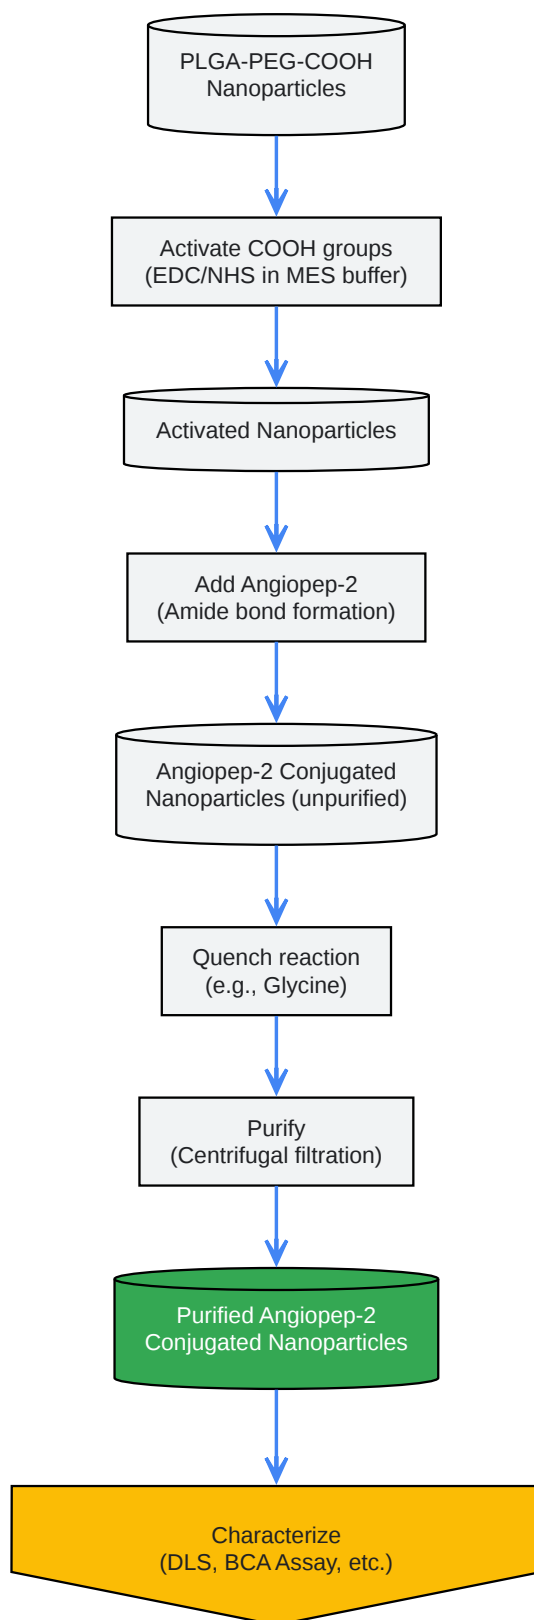 PLGA-PEG-COOH
Nanoparticles
Activate COOH groups
(EDC/NHS in MES buffer)
Activated Nanoparticles
Add Angiopep-2
(Amide bond formation)
Angiopep-2 Conjugated
Nanoparticles (unpurified)
Quench reaction
(e.g., Glycine)
Purify
(Centrifugal filtration)
Purified Angiopep-2
Conjugated Nanoparticles
Characterize
(DLS, BCA Assay, etc.)